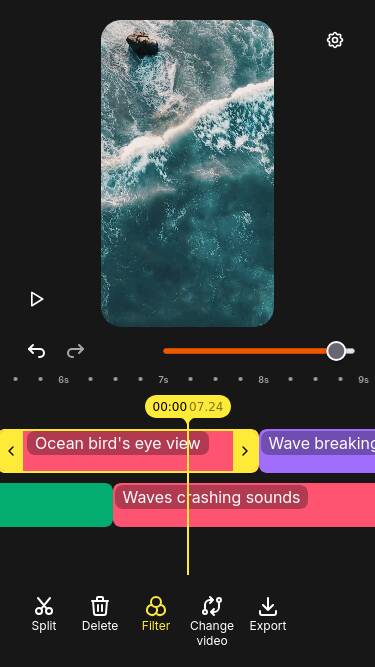 6s
7s
8s
9s
00:00 07.24
Ocean bird's eye view
Wave breaking
Waves crashing sounds
Split
Delete
Filter
Change
video
Export